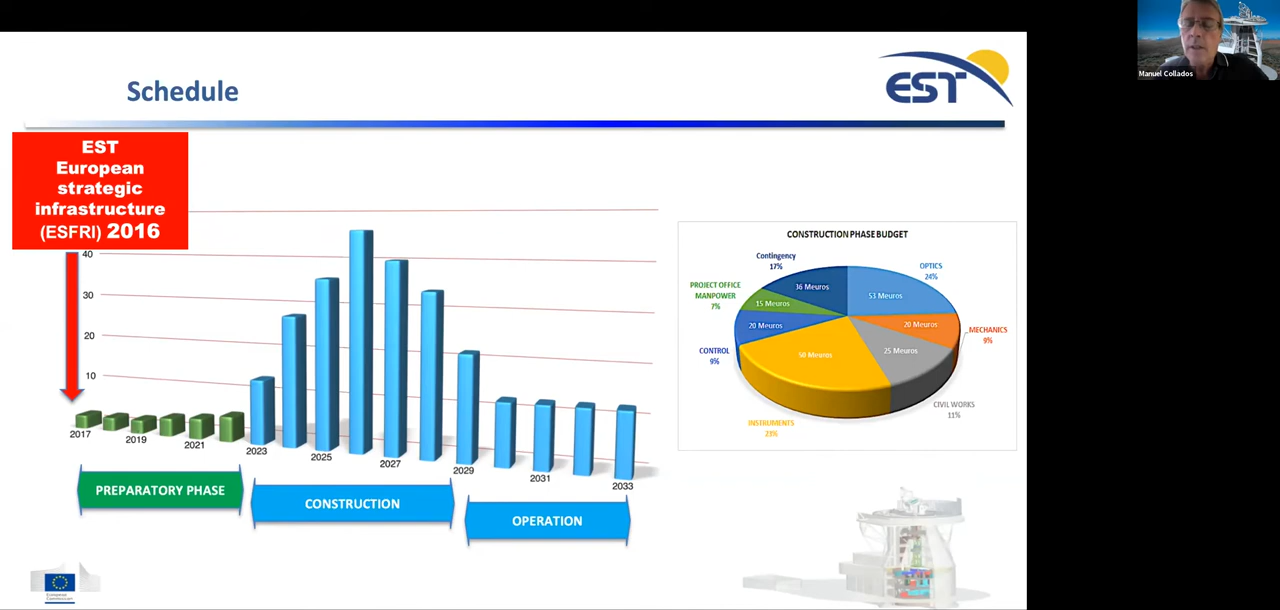 Schedule
EST
EST
European
strategic
infrastructure
(ESFRI) 2016
40
30
20
10
2017
2019
2021
2023
2025
2027
2029
2031
2033
PREPARATORY PHASE
CONSTRUCTION
OPERATION
CONSTRUCTION PHASE BUDGET
Contingency
17%
36 Meuros
OPTICS
24%
53 Meuros
PROJECT OFFICE
MANPOWER
7%
15 Meuros
20 Meuros
MECHANICS
9%
20 Meuros
CONTROL
9%
50 Meuros
25 Meuros
CIVIL WORKS
11%
INSTRUMENTS
23%
European
Commission
Manuel Collados